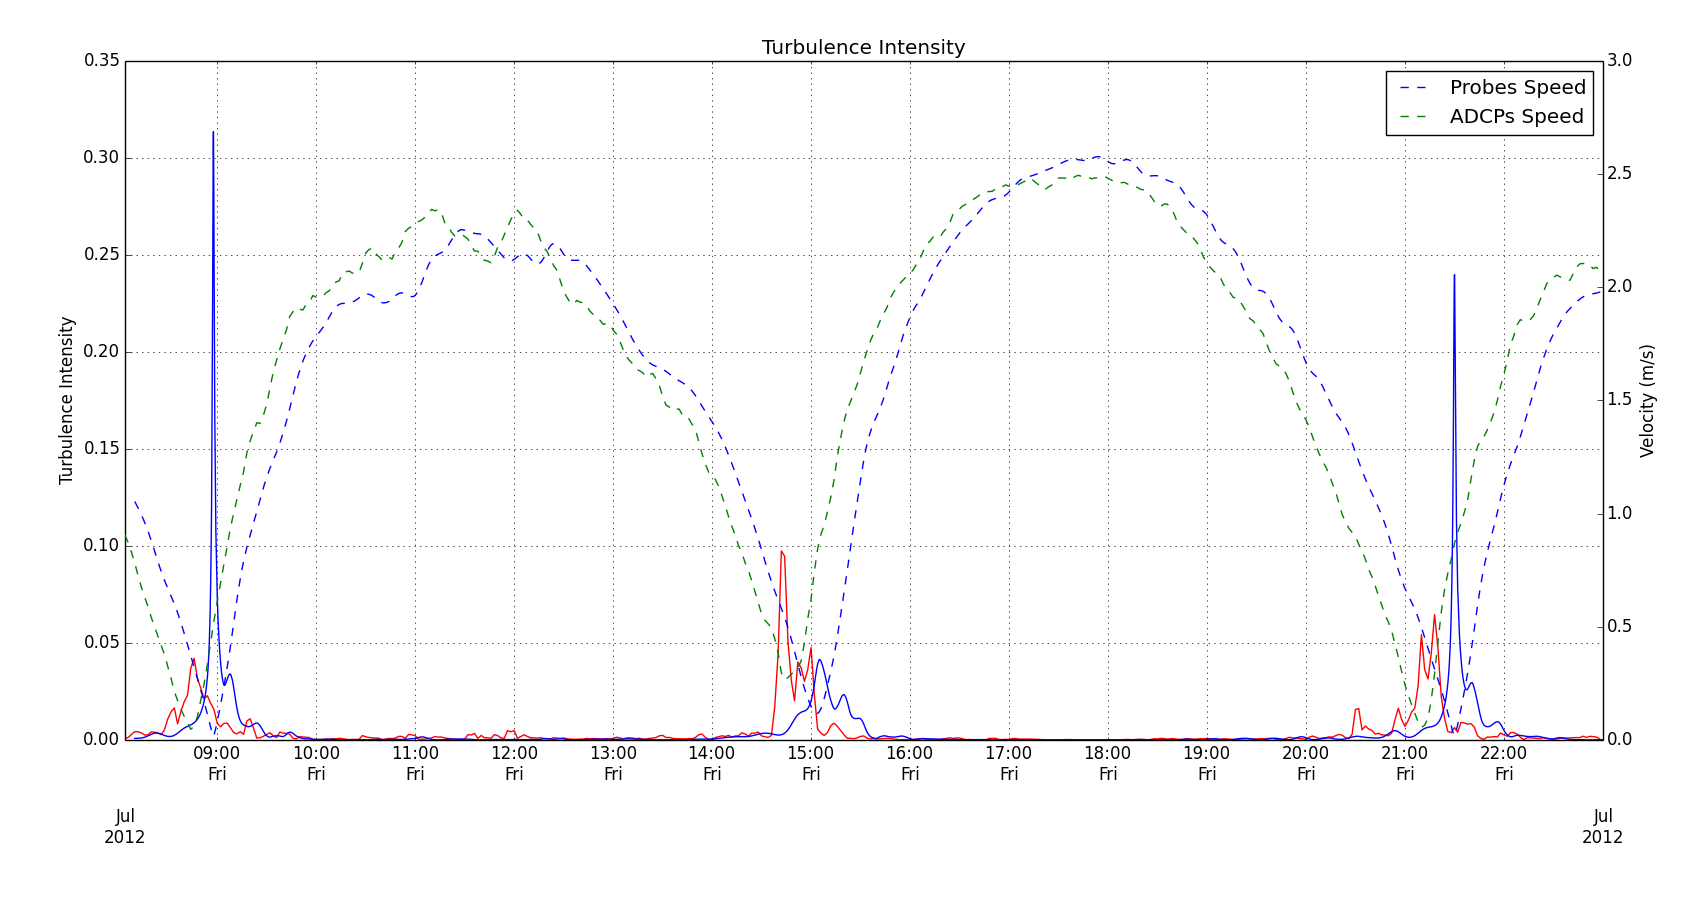 Turbulence Intensity
0.35
0.30
0.25
0.20
0.15
0.10
0.05
0.00
Turbulence Intensity
3.0
2.5
2.0
1.5
1.0
0.5
0.0
Velocity (m/s)
Probes Speed
ADCPs Speed
09:00 10:00 11:00 12:00 13:00 14:00 15:00 16:00 17:00 18:00 19:00 20:00 21:00 22:00
Fri Fri Fri Fri Fri Fri Fri Fri Fri Fri Fri Fri Fri Fri
Jul Jul
2012 2012